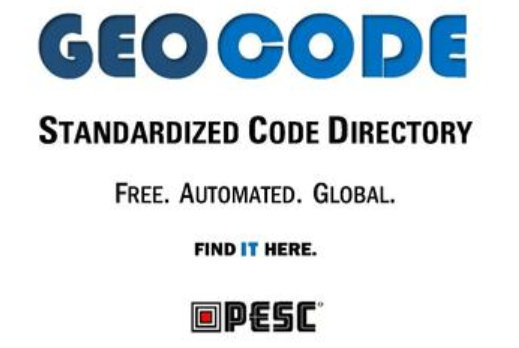 GEOCODE
STANDARDIZED CODE DIRECTORY
FREE. AUTOMATED. GLOBAL.
FIND IT HERE.
PESC